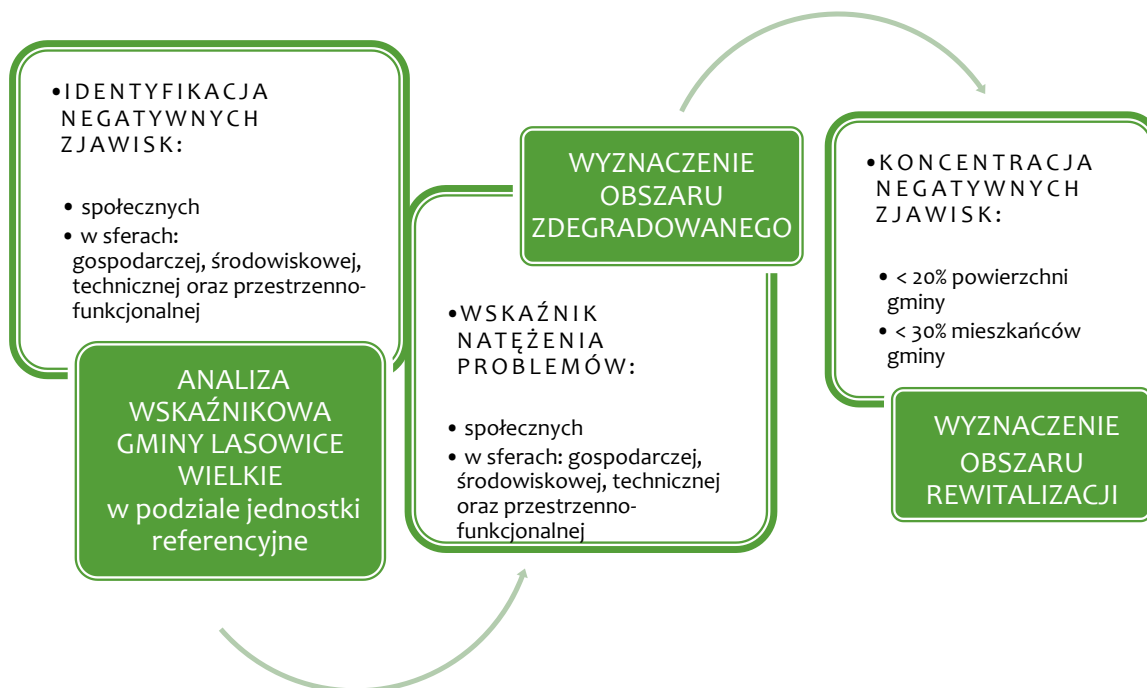 •IDENTYFIKACJA
NEGATYWNYCH
ZJAWISK:
• społecznych
• w sferach:
gospodarczej, środowiskowej,
technicznej oraz przestrzenno-
funkcjonalnej
ANALIZA
WSKAŹNIKOWA
GMINY LASOWICE
WIELKIE
w podziale jednostki
referencyjne
WYZNACZENIE
OBSZARU
ZDEGRADOWANEGO
•WSKAŹNIK
NATĘŻENIA
PROBLEMÓW:
• społecznych
• w sferach: gospodarczej,
środowiskowej, technicznej
oraz przestrzenno-
funkcjonalnej
•KONCENTRACJA
NEGATYWNYCH
ZJAWISK:
• < 20% powierzchni
gminy
• < 30% mieszkańców
gminy
WYZNACZENIE
OBSZARU
REWITALIZACJI